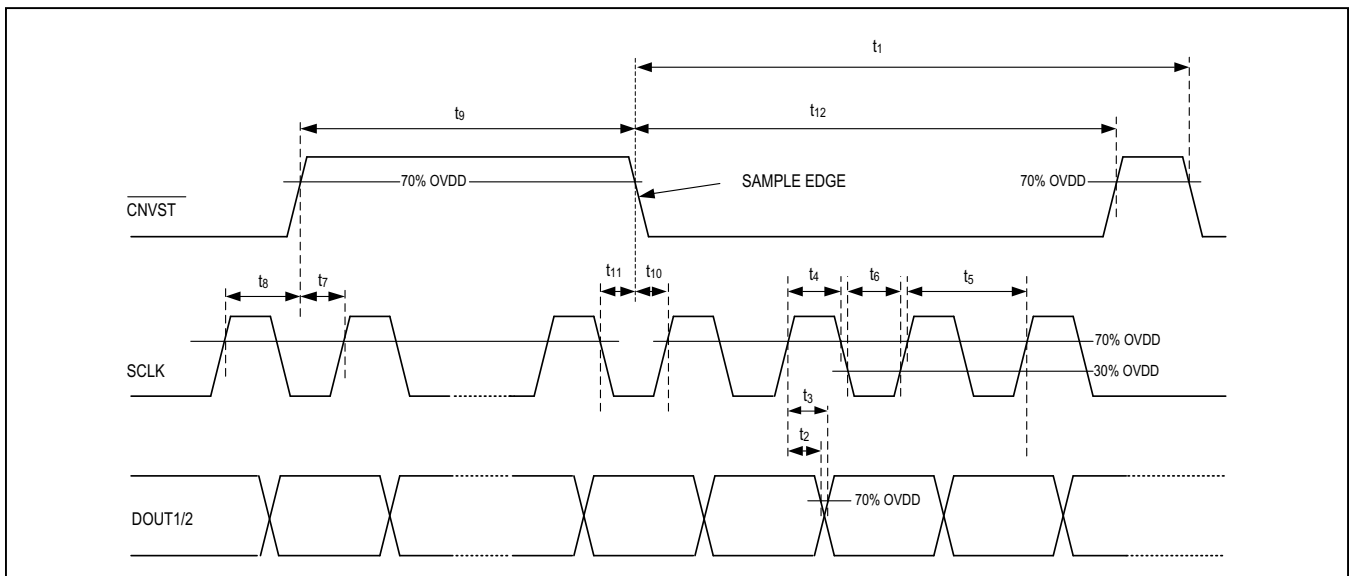 t1
t9
t12
70% OVDD
SAMPLE EDGE
70% OVDD
CNVST
t8
t7
t11
t10
t4
t6
t5
70% OVDD
SCLK
30% OVDD
t3
t2
70% OVDD
DOUT1/2